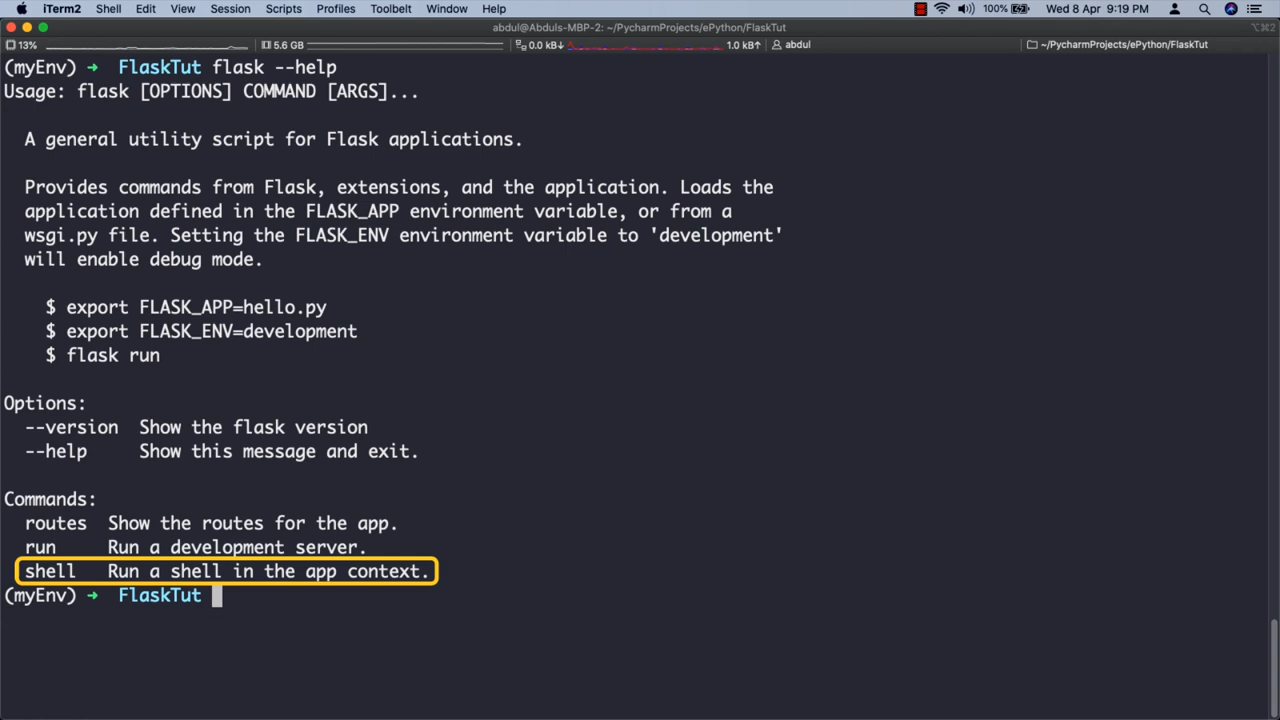 iTerm2 Shell Edit View Session Scripts Profiles Toolbelt Window Help 100% Wed 8 Apr 9:19 PM
abdul@Abduls-MBP-2: ~/PycharmProjects/ePython/FlaskTut ⌥⌘2
13% 5.6 GB 0.0 kB↓ 1.0 kB↑ abdul ~/PycharmProjects/ePython/FlaskTut
(myEnv) → FlaskTut flask --help
Usage: flask [OPTIONS] COMMAND [ARGS]...
A general utility script for Flask applications.
Provides commands from Flask, extensions, and the application. Loads the
application defined in the FLASK_APP environment variable, or from a
wsgi.py file. Setting the FLASK_ENV environment variable to 'development'
will enable debug mode.
$ export FLASK_APP=hello.py
$ export FLASK_ENV=development
$ flask run
Options:
--version Show the flask version
--help Show this message and exit.
Commands:
routes Show the routes for the app.
run Run a development server.
shell Run a shell in the app context.
(myEnv) → FlaskTut